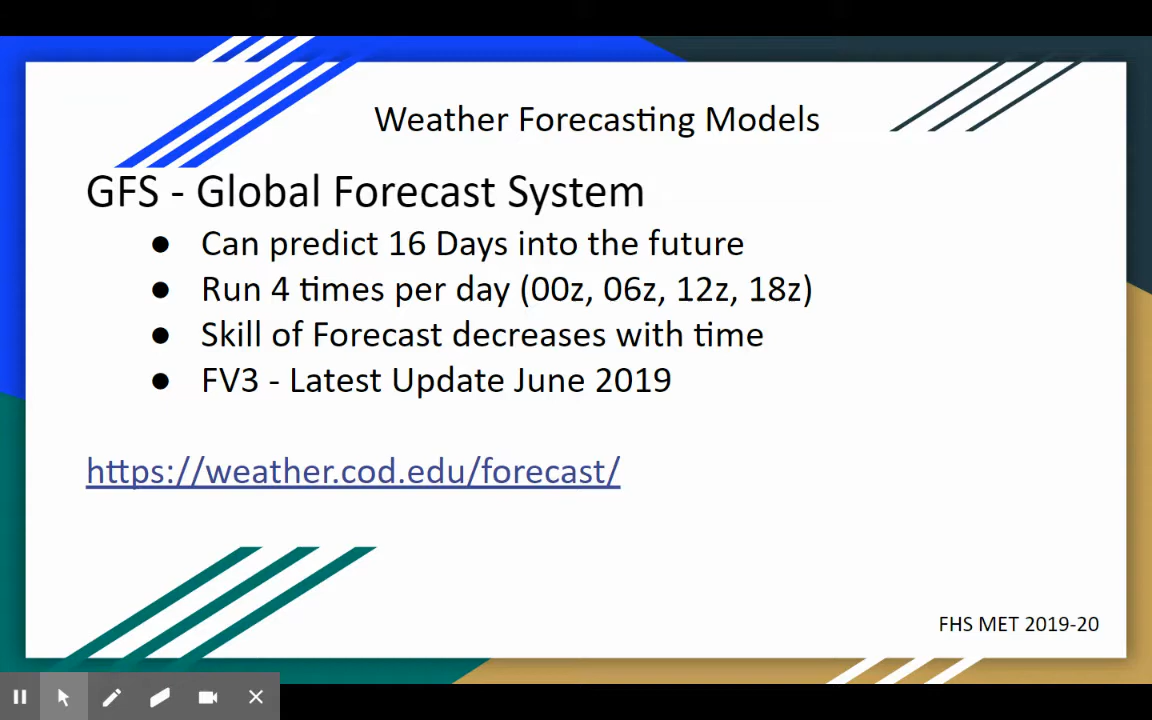 Weather Forecasting Models
GFS - Global Forecast System
● Can predict 16 Days into the future
● Run 4 times per day (00z, 06z, 12z, 18z)
● Skill of Forecast decreases with time
● FV3 - Latest Update June 2019
https://weather.cod.edu/forecast/
FHS MET 2019-20